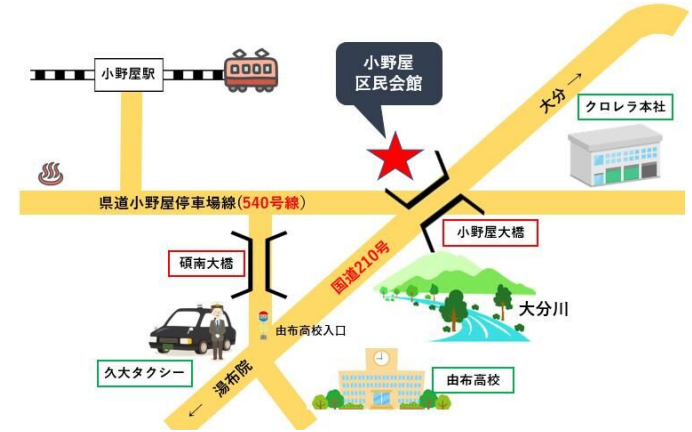 小野屋駅
小野屋
区民会館
大分 →
クロレラ本社
県道小野屋停車場線(540号線)
小野屋大橋
碩南大橋
国道210号
大分川
由布高校入口
久大タクシー
← 湯布院
由布高校